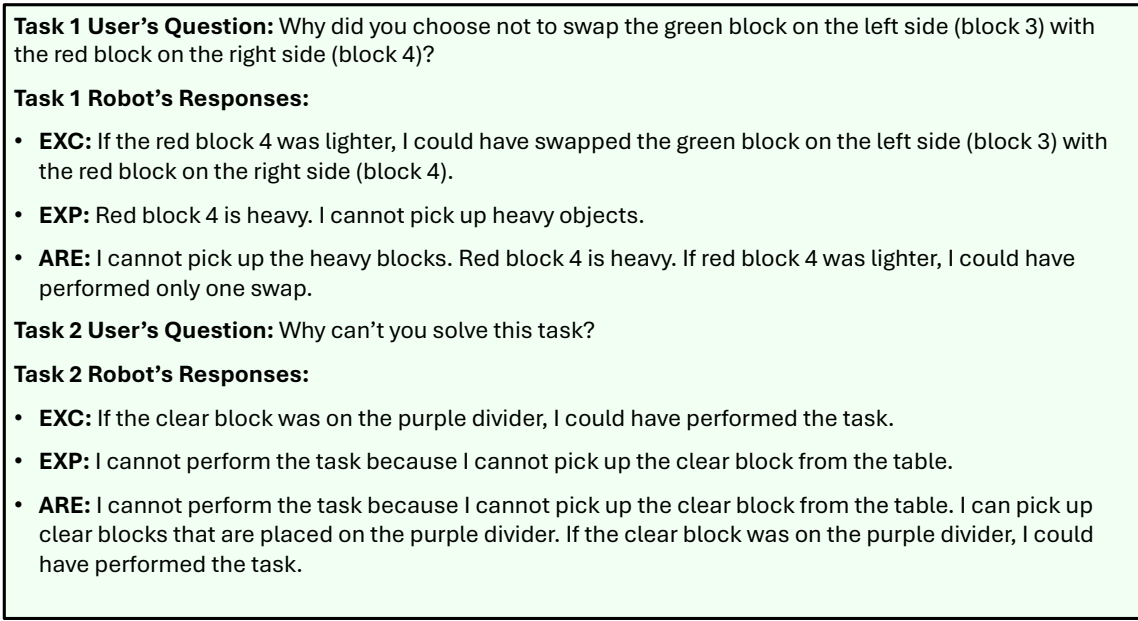 Task 1 User’s Question: Why did you choose not to swap the green block on the left side (block 3) with
the red block on the right side (block 4)?
Task 1 Robot’s Responses:
• EXC: If the red block 4 was lighter, I could have swapped the green block on the left side (block 3) with
the red block on the right side (block 4).
• EXP: Red block 4 is heavy. I cannot pick up heavy objects.
• ARE: I cannot pick up the heavy blocks. Red block 4 is heavy. If red block 4 was lighter, I could have
performed only one swap.
Task 2 User’s Question: Why can’t you solve this task?
Task 2 Robot’s Responses:
• EXC: If the clear block was on the purple divider, I could have performed the task.
• EXP: I cannot perform the task because I cannot pick up the clear block from the table.
• ARE: I cannot perform the task because I cannot pick up the clear block from the table. I can pick up
clear blocks that are placed on the purple divider. If the clear block was on the purple divider, I could
have performed the task.